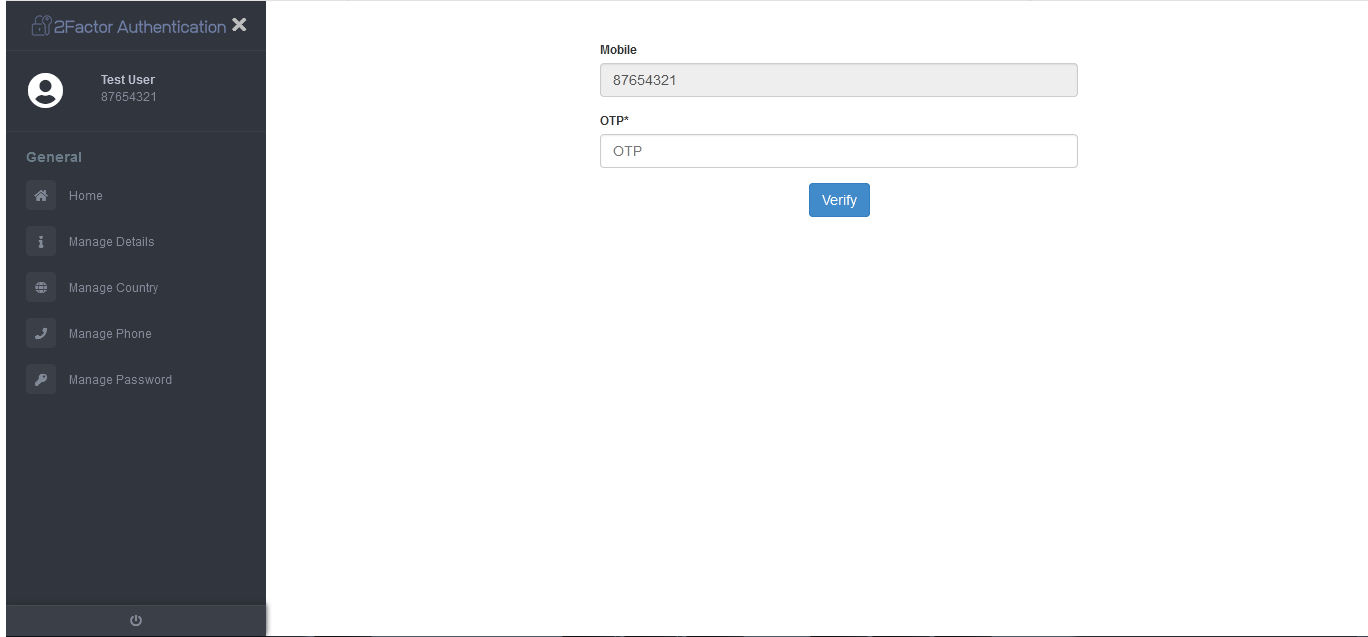 2Factor Authentication
Test User
87654321
General
Home
Manage Details
Manage Country
Manage Phone
Manage Password
Mobile
87654321
OTP*
OTP
Verify